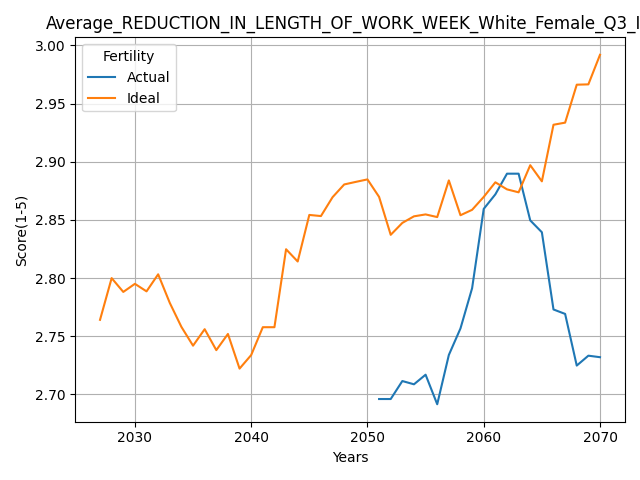 Average_REDUCTION_IN_LENGTH_OF_WORK_WEEK_White_Female_Q3_I
Fertility
Actual
Ideal
3.00
2.95
2.90
2.85
2.80
2.75
2.70
Score(1-5)
2030 2040 2050 2060 2070
Years